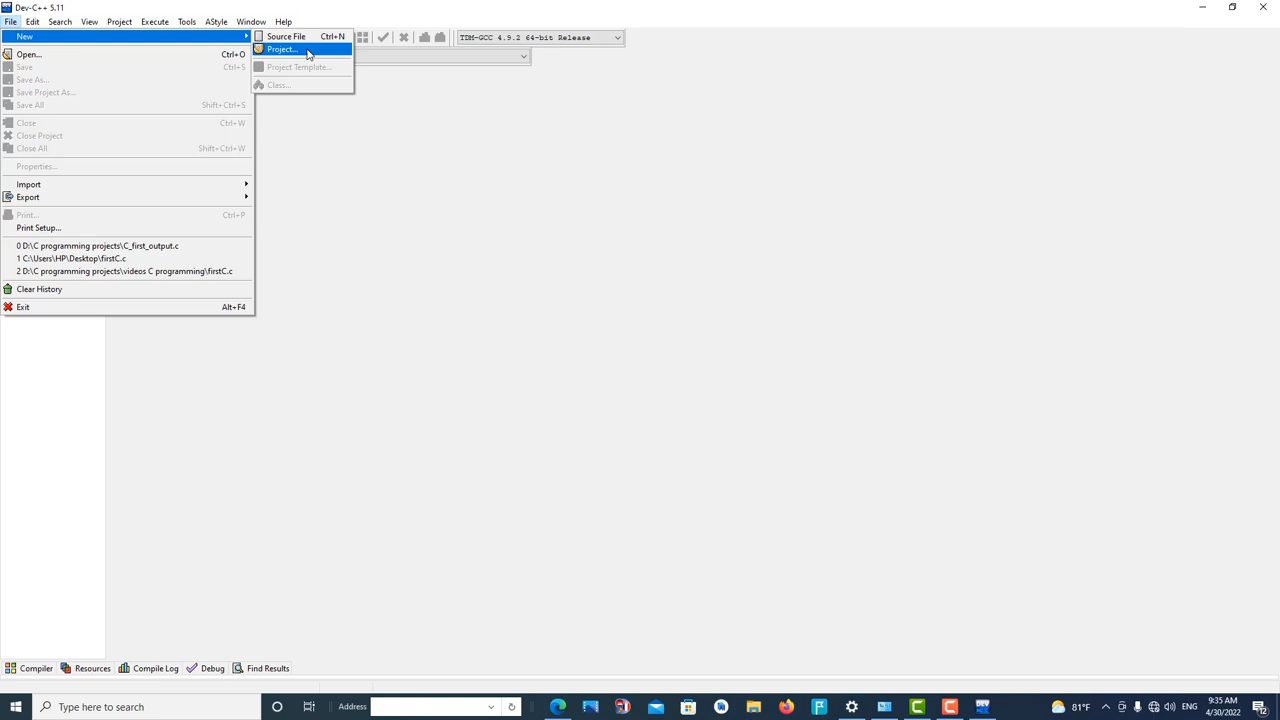 Dev-C++ 5.11
File Edit Search View Project Execute Tools AStyle Window Help
TDM-GCC 4.9.2 64-bit Release
New
Source File Ctrl+N
Project...
Project Template...
Class...
Open... Ctrl+O
Save Ctrl+S
Save As...
Save Project As...
Save All Shift+Ctrl+S
Close Ctrl+W
Close Project
Close All Shift+Ctrl+W
Properties...
Import
Export
Print... Ctrl+P
Print Setup...
0 D:\C programming projects\C_first_output.c
1 C:\Users\HP\Desktop\firstC.c
2 D:\C programming projects\videos C programming\firstC.c
Clear History
Exit Alt+F4
Compiler Resources Compile Log Debug Find Results
Type here to search
Address
81°F
9:35 AM
4/30/2022